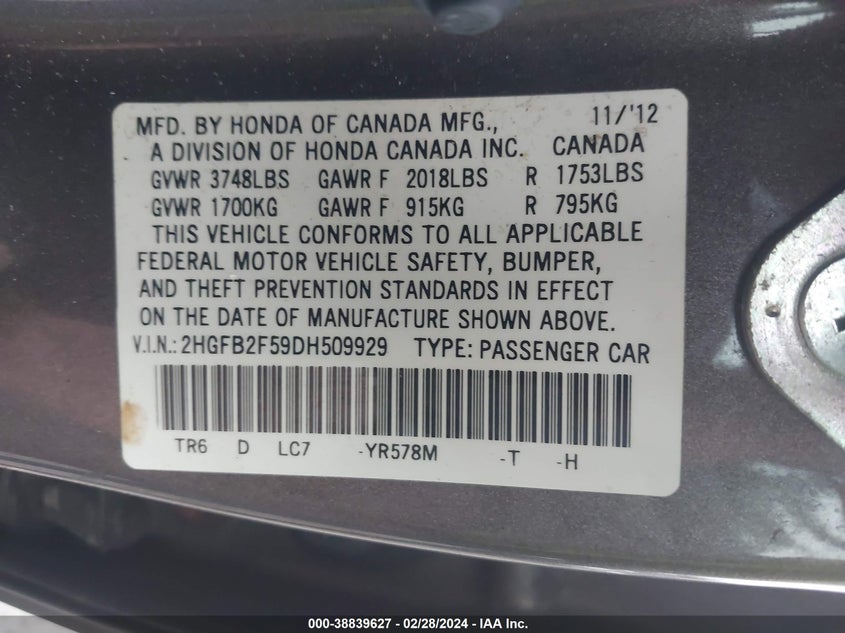 MFD. BY HONDA OF CANADA MFG., 11/'12
A DIVISION OF HONDA CANADA INC. CANADA
GVWR 3748LBS GAWR F 2018LBS R 1753LBS
GVWR 1700KG GAWR F 915KG R 795KG
THIS VEHICLE CONFORMS TO ALL APPLICABLE
FEDERAL MOTOR VEHICLE SAFETY, BUMPER,
AND THEFT PREVENTION STANDARDS IN EFFECT
ON THE DATE OF MANUFACTURE SHOWN ABOVE.
V.I.N.: 2HGFB2F59DH509929 TYPE: PASSENGER CAR
TR6 D LC7 -YR578M -T -H
000-38839627 - 02/28/2024 - IAA Inc.